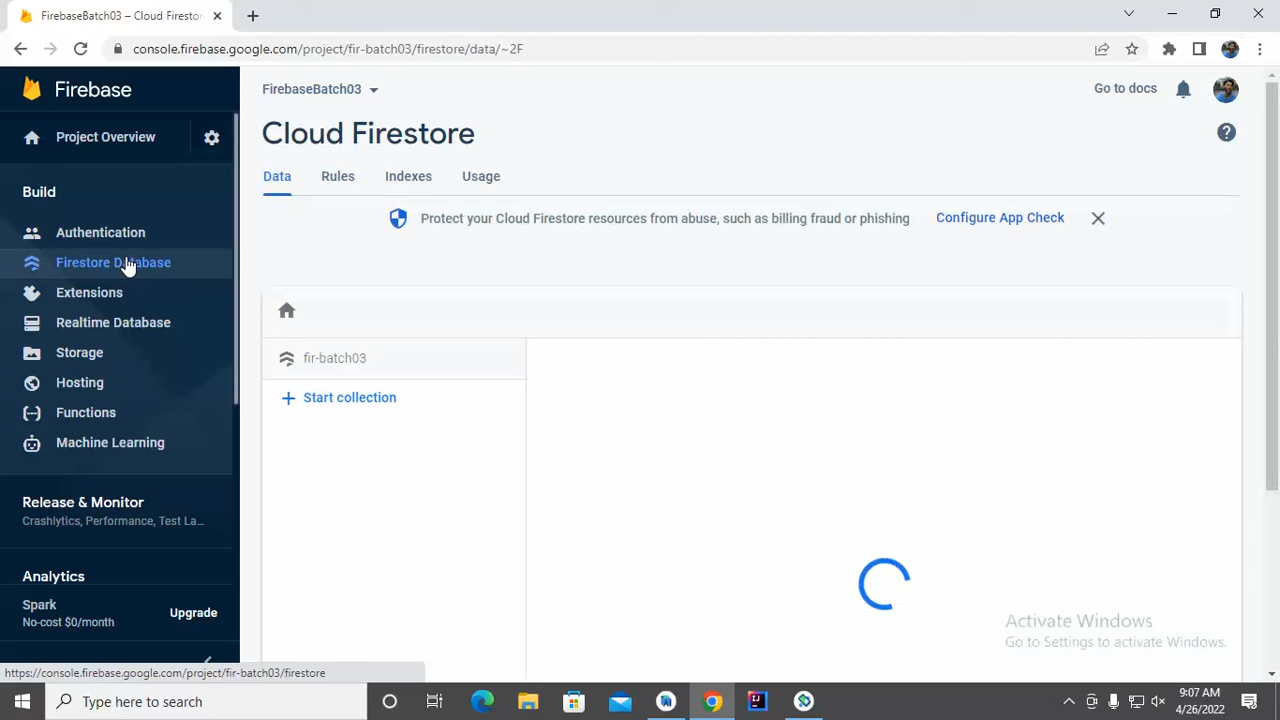 FirebaseBatch03 – Cloud Firestor
console.firebase.google.com/project/fir-batch03/firestore/data/~2F
Firebase
FirebaseBatch03
Go to docs
Project Overview
Cloud Firestore
Build
Data
Rules
Indexes
Usage
Protect your Cloud Firestore resources from abuse, such as billing fraud or phishing
Configure App Check
Authentication
Firestore Database
Extensions
Realtime Database
Storage
Hosting
Functions
Machine Learning
fir-batch03
Start collection
Release & Monitor
Crashlytics, Performance, Test La...
Analytics
Spark
No-cost $0/month
Upgrade
Activate Windows
Go to Settings to activate Windows.
https://console.firebase.google.com/project/fir-batch03/firestore
Type here to search
9:07 AM
4/26/2022